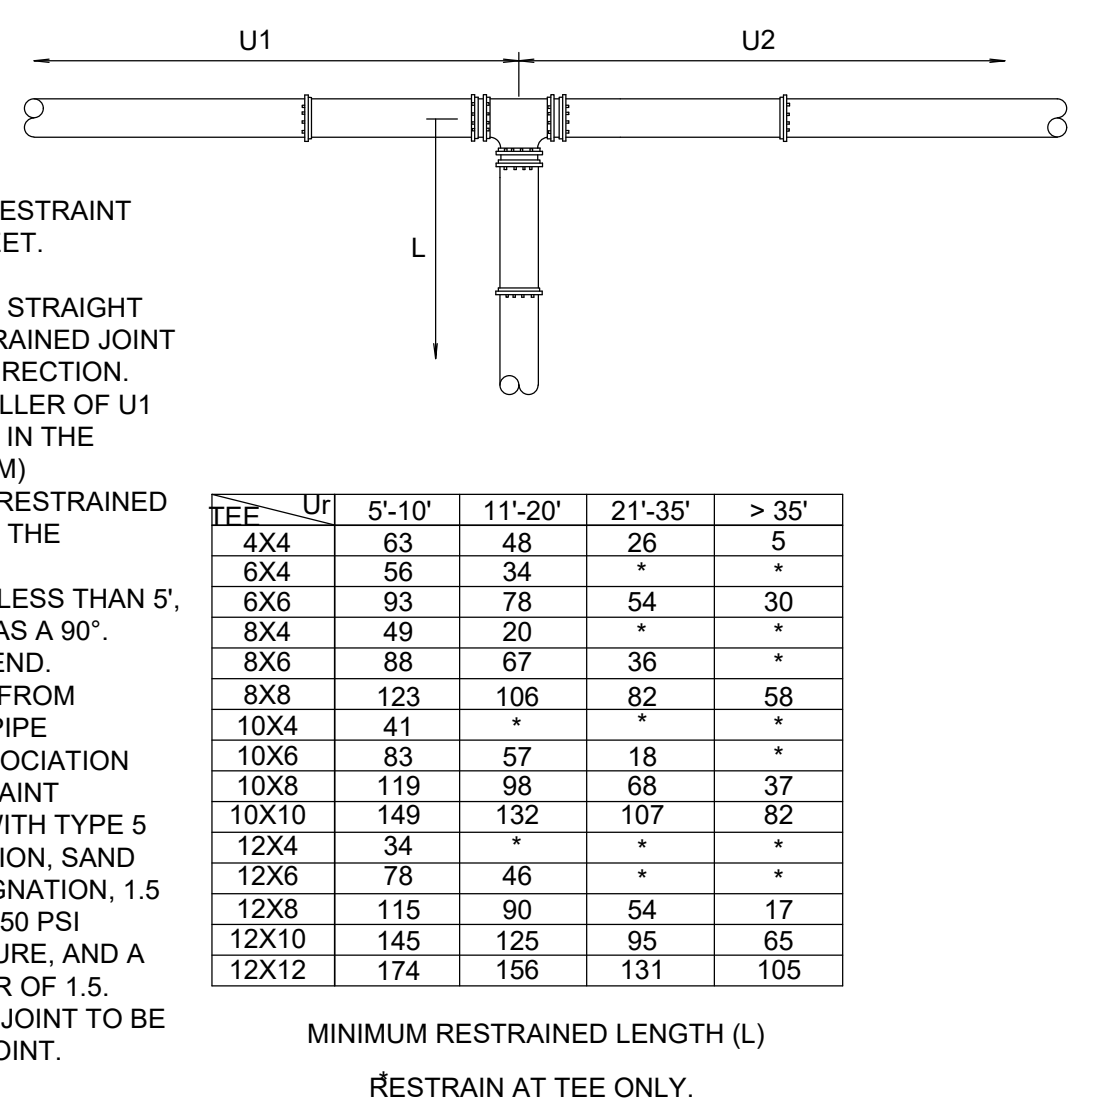 U1 U2
L
ESTRAINT
EET.
STRAIGHT
RAINED JOINT
RECTION.
LLER OF U1
IN THE
M)
RESTRAINED
THE
LESS THAN 5',
AS A 90°.
END.
FROM
PIPE
OCIATION
AINT
WITH TYPE 5
ION, SAND
GNATION, 1.5
50 PSI
URE, AND A
R OF 1.5.
JOINT TO BE
OINT.
TEE Ur 5'-10' 11'-20' 21'-35' > 35'
4X4 63 48 26 5
6X4 56 34 * *
6X6 93 78 54 30
8X4 49 20 * *
8X6 88 67 36 *
8X8 123 106 82 58
10X4 41 * * *
10X6 83 57 18 *
10X8 119 98 68 37
10X10 149 132 107 82
12X4 34 * * *
12X6 78 46 * *
12X8 115 90 54 17
12X10 145 125 95 65
12X12 174 156 131 105
MINIMUM RESTRAINED LENGTH (L)
*RESTRAIN AT TEE ONLY.